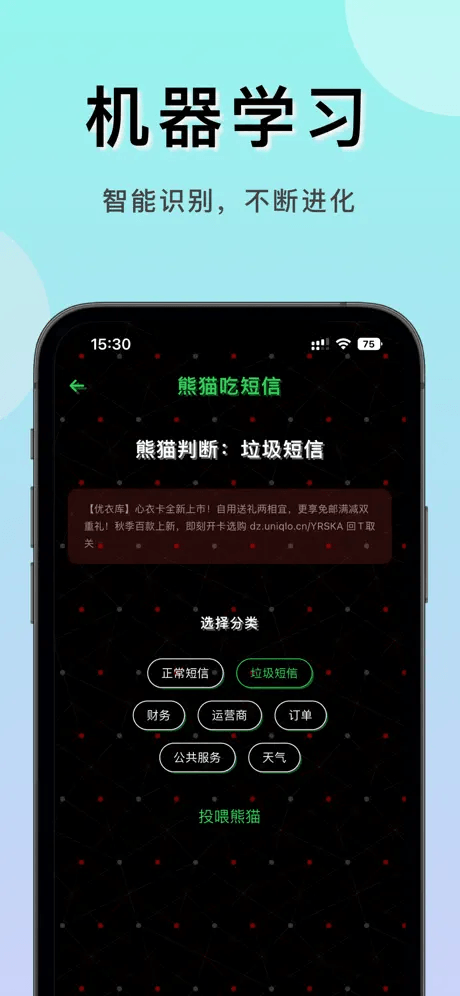 机器学习
智能识别，不断进化
15:30
75
熊猫吃短信
熊猫判断：垃圾短信
【优衣库】心衣卡全新上市！自用送礼两相宜，更享免邮满减双
重礼！秋季百款上新，即刻开卡选购 dz.uniqlo.cn/YRSKA 回T取
关
选择分类
正常短信 垃圾短信
财务 运营商 订单
公共服务 天气
投喂熊猫